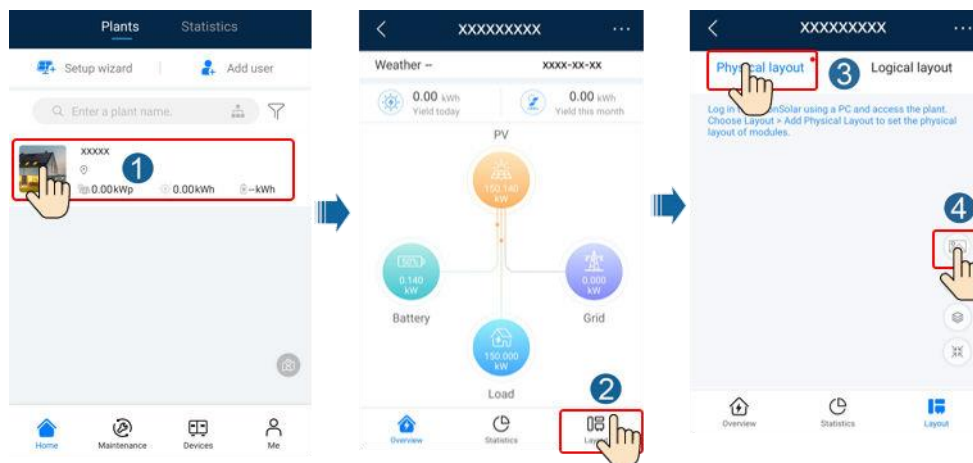 Plants
Statistics
Setup wizard
Add user
Enter a plant name.
xxxxx
1
0.00kWp
0.00kWh
--kWh
Home
Maintenance
Devices
Me
XXXXXXXXX
Weather --
xxxx-xx-xx
0.00 kWh
Yield today
0.00 kWh
Yield this month
PV
150.140
kW
50%
0.140
kW
Battery
0.000
kW
Grid
150.000
kW
Load
2
Overview
Statistics
XXXXXXXXX
Physical layout
3
Logical layout
Log in onSolar using a PC and access the plant.
Choose Layout > Add Physical Layout to set the physical
layout of modules.
4
Overview
Statistics
Layout